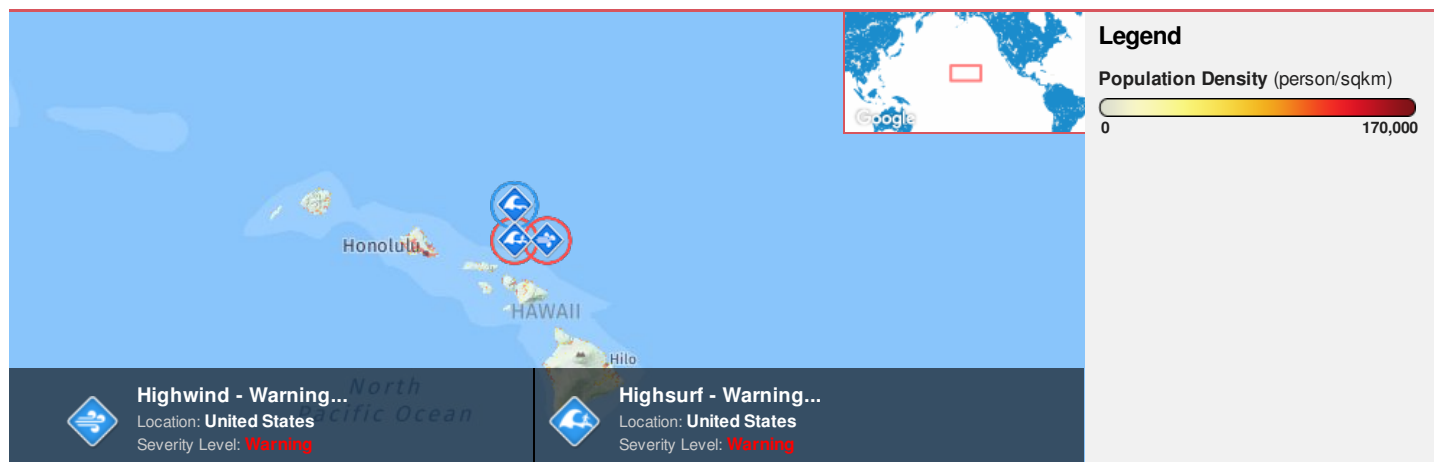 Google
Legend
Population Density (person/sqkm)
0 170,000
Honolulu
HAWAII
Hilo
North
Pacific Ocean
Highwind - Warning...
Location: United States
Severity Level: Warning
Highsurf - Warning...
Location: United States
Severity Level: Warning